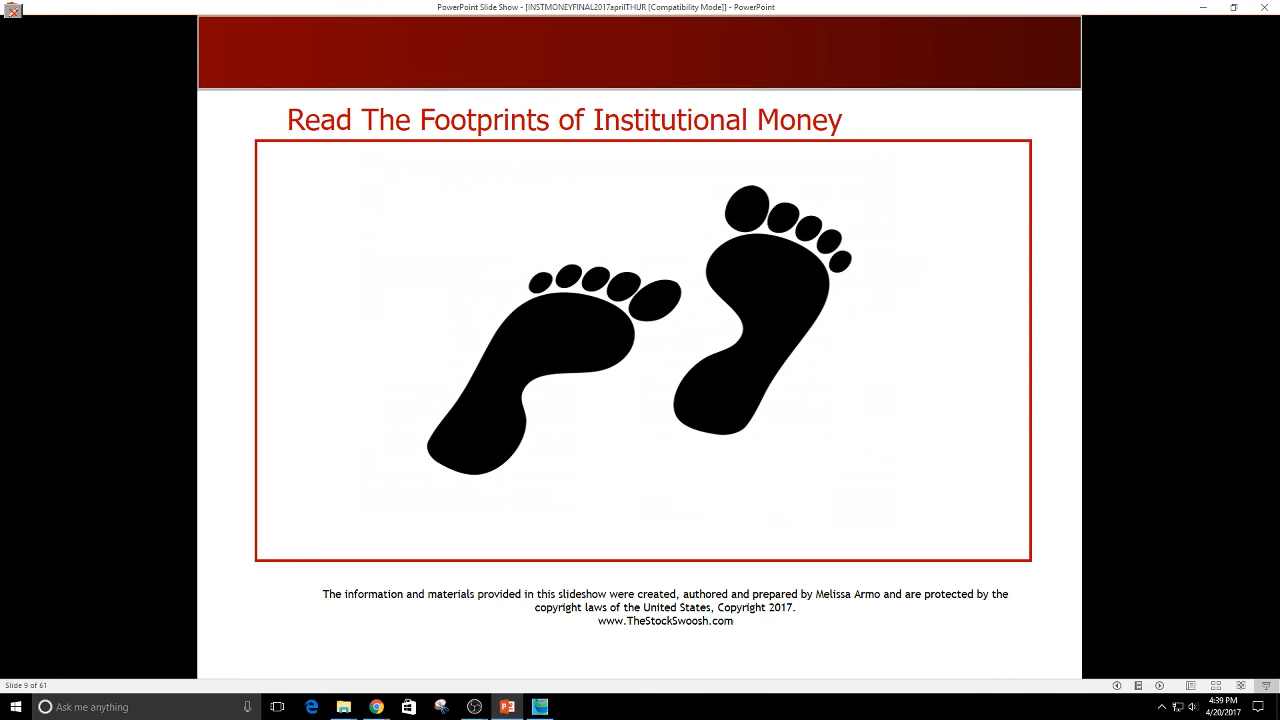 PowerPoint Slide Show - [INSTMONEYFINAL2017aprilTHUR [Compatibility Mode]] - PowerPoint
Read The Footprints of Institutional Money
The information and materials provided in this slideshow were created, authored and prepared by Melissa Armo and are protected by the
copyright laws of the United States, Copyright 2017.
www.TheStockSwoosh.com
Slide 9 of 61
Ask me anything
4:39 PM
4/20/2017